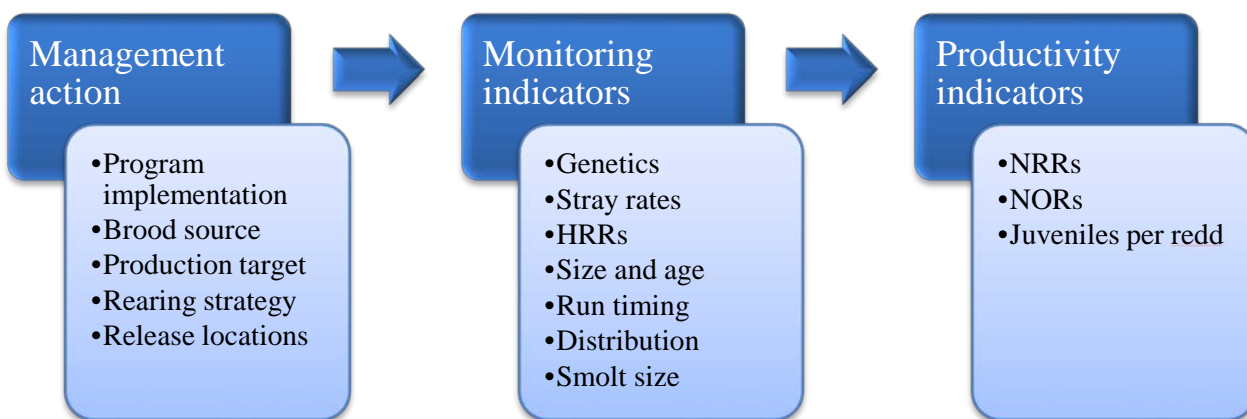 Management
action
•Program
implementation
•Brood source
•Production target
•Rearing strategy
•Release locations
Monitoring
indicators
•Genetics
•Stray rates
•HRRs
•Size and age
•Run timing
•Distribution
•Smolt size
Productivity
indicators
•NRRs
•NORs
•Juveniles per redd